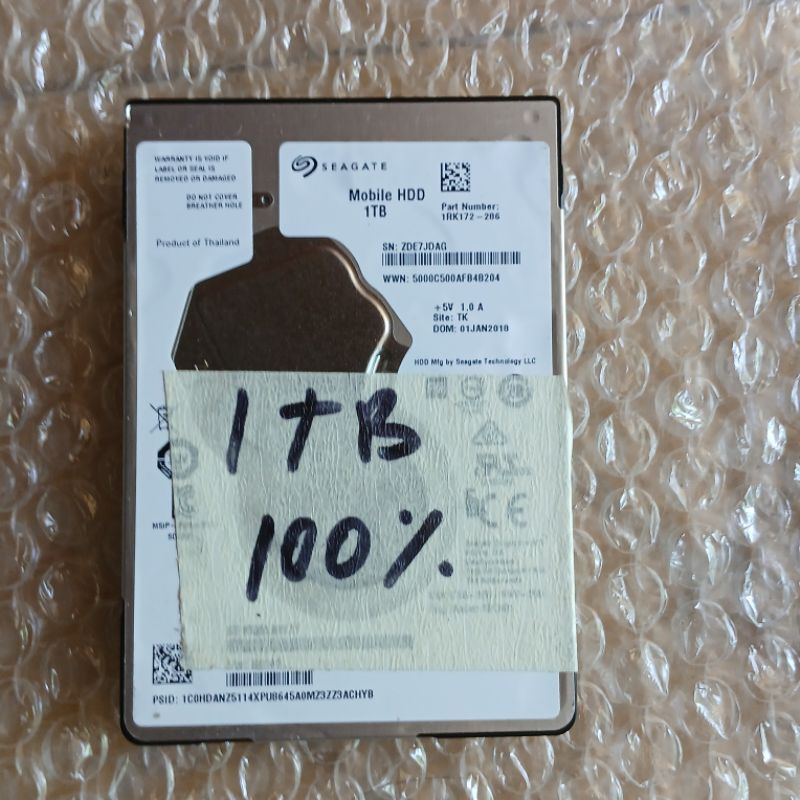 WARRANTY IS VOID IF
LABEL OR SEAL IS
REMOVED OR DAMAGED
DO NOT COVER
BREATHER HOLE
Product of Thailand
SEAGATE
Mobile HDD
1TB
Part Number:
1RK172-286
SN: ZDE7JDAG
WWN: 5000C500AFB4B204
+5V 1.0 A
Site: TK
DOM: 01JAN2018
HDD Mfg by Seagate Technology LLC
1TB
100%
CE
PSID: 1C0HDANZ5114XPU8645A0MZ3ZZ3ACHYB